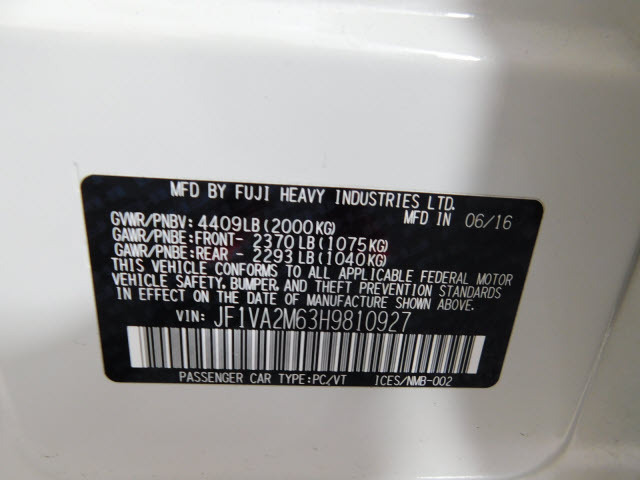 MFD BY FUJI HEAVY INDUSTRIES LTD.
MFD IN 06/16
GVWR/PNBV: 4409LB(2000KG)
GAWR/PNBE:FRONT- 2370LB(1075KG)
GAWR/PNBE:REAR - 2293LB(1040KG)
THIS VEHICLE CONFORMS TO ALL APPLICABLE FEDERAL MOTOR
VEHICLE SAFETY, BUMPER, AND THEFT PREVENTION STANDARDS
IN EFFECT ON THE DATE OF MANUFACTURE SHOWN ABOVE.
VIN: JF1VA2M63H9810927
PASSENGER CAR TYPE:PC/VT ICES/NMB-002